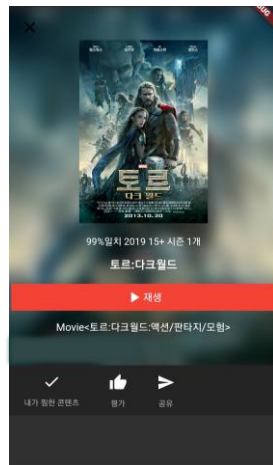 BUG
토르
다크 월드
2013.10.30
99%일치 2019 15+ 시즌 1개
토르:다크월드
▶ 재생
Movie<토르:다크월드:액션/판타지/모험>
내가 찜한 콘텐츠
평가
공유